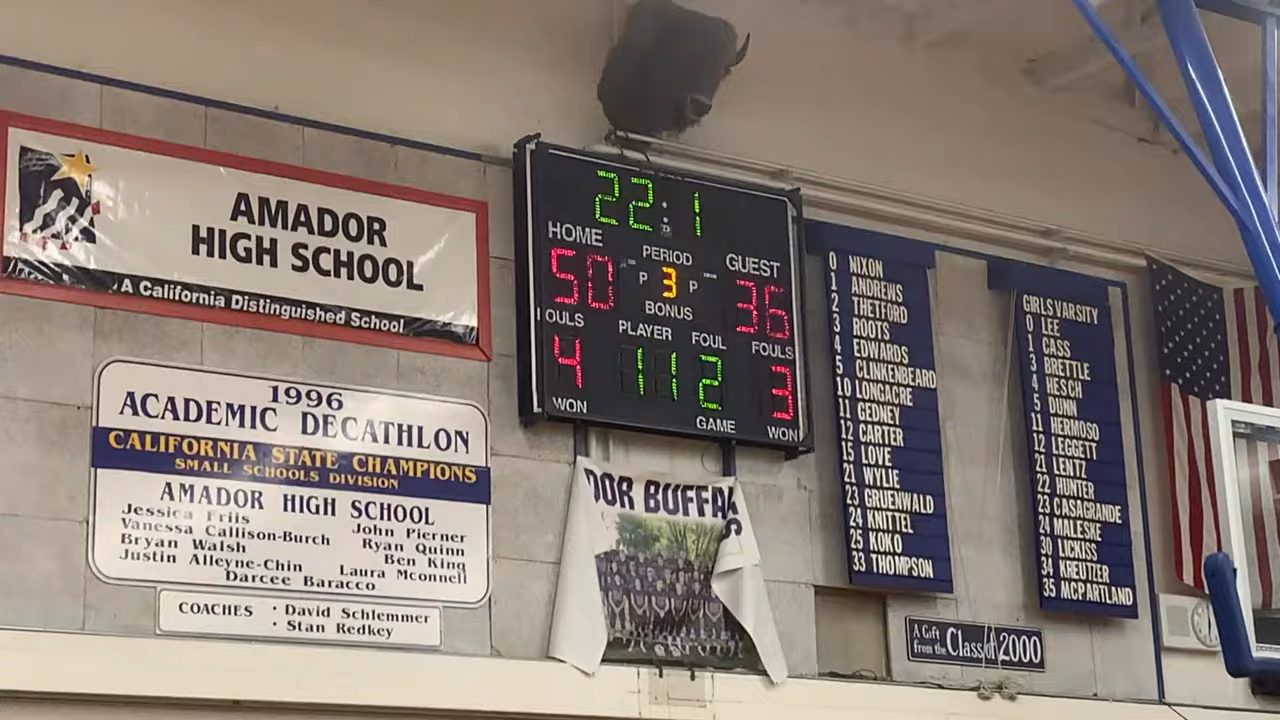 AMADOR
HIGH SCHOOL
A California Distinguished School
1996
ACADEMIC DECATHLON
CALIFORNIA STATE CHAMPIONS
SMALL SCHOOLS DIVISION
AMADOR HIGH SCHOOL
Jessica Friis
Vanessa Callison-Burch
Bryan Walsh
Justin Alleyne-Chin
John Pierner
Ryan Quinn
Ben King
Laura Mconnell
Darcee Baracco
COACHES • David Schlemmer
• Stan Redkey
22:1
HOME PERIOD GUEST
50 P 3 P 36
BONUS
OULS PLAYER FOUL FOULS
4 11 2 3
WON GAME WON
DOR BUFFA S
0 NIXON
1 ANDREWS
2 THETFORD
3 ROOTS
4 EDWARDS
5 CLINKENBEARD
10 LONGACRE
11 GEDNEY
12 CARTER
15 LOVE
21 WYLIE
23 GRUENWALD
24 KNITTEL
25 KOKO
33 THOMPSON
GIRLS VARSITY
0 LEE
1 CASS
3 BRETTLE
4 HESCH
5 DUNN
11 HERMOSO
12 LEGGETT
21 LENTZ
22 HUNTER
23 CASAGRANDE
24 MALESKE
30 LICKISS
34 KREUTZER
35 MCPARTLAND
A Gift
from the Class of 2000